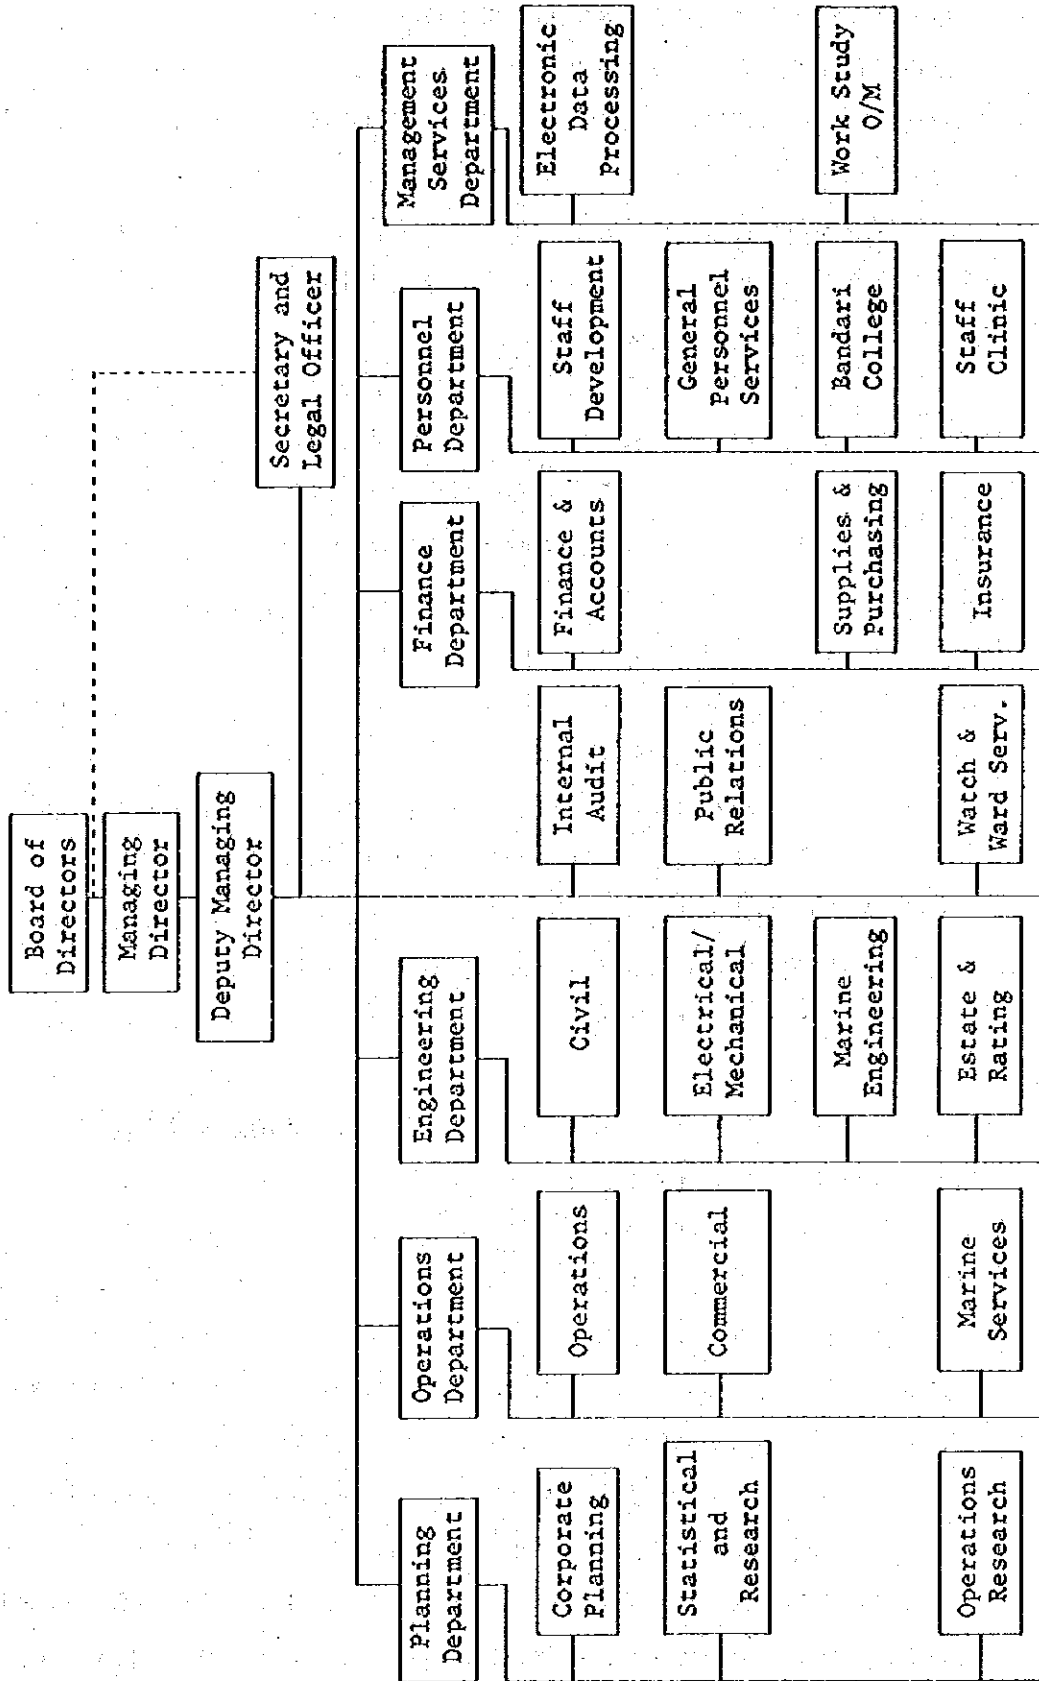 Board of
Directors
Managing
Director
Deputy Managing
Director
Secretary and
Legal Officer
Planning
Department
Operations
Department
Engineering
Department
Finance
Department
Personnel
Department
Management
Services
Department
Corporate
Planning
Operations
Civil
Internal
Audit
Finance &
Accounts
Staff
Development
Electronic
Data
Processing
Statistical
and
Research
Commercial
Electrical/
Mechanical
Public
Relations
General
Personnel
Services
Marine
Engineering
Supplies &
Purchasing
Bandari
College
Work Study
O/M
Operations
Research
Marine
Services
Estate &
Rating
Watch &
Ward Serv.
Insurance
Staff
Clinic